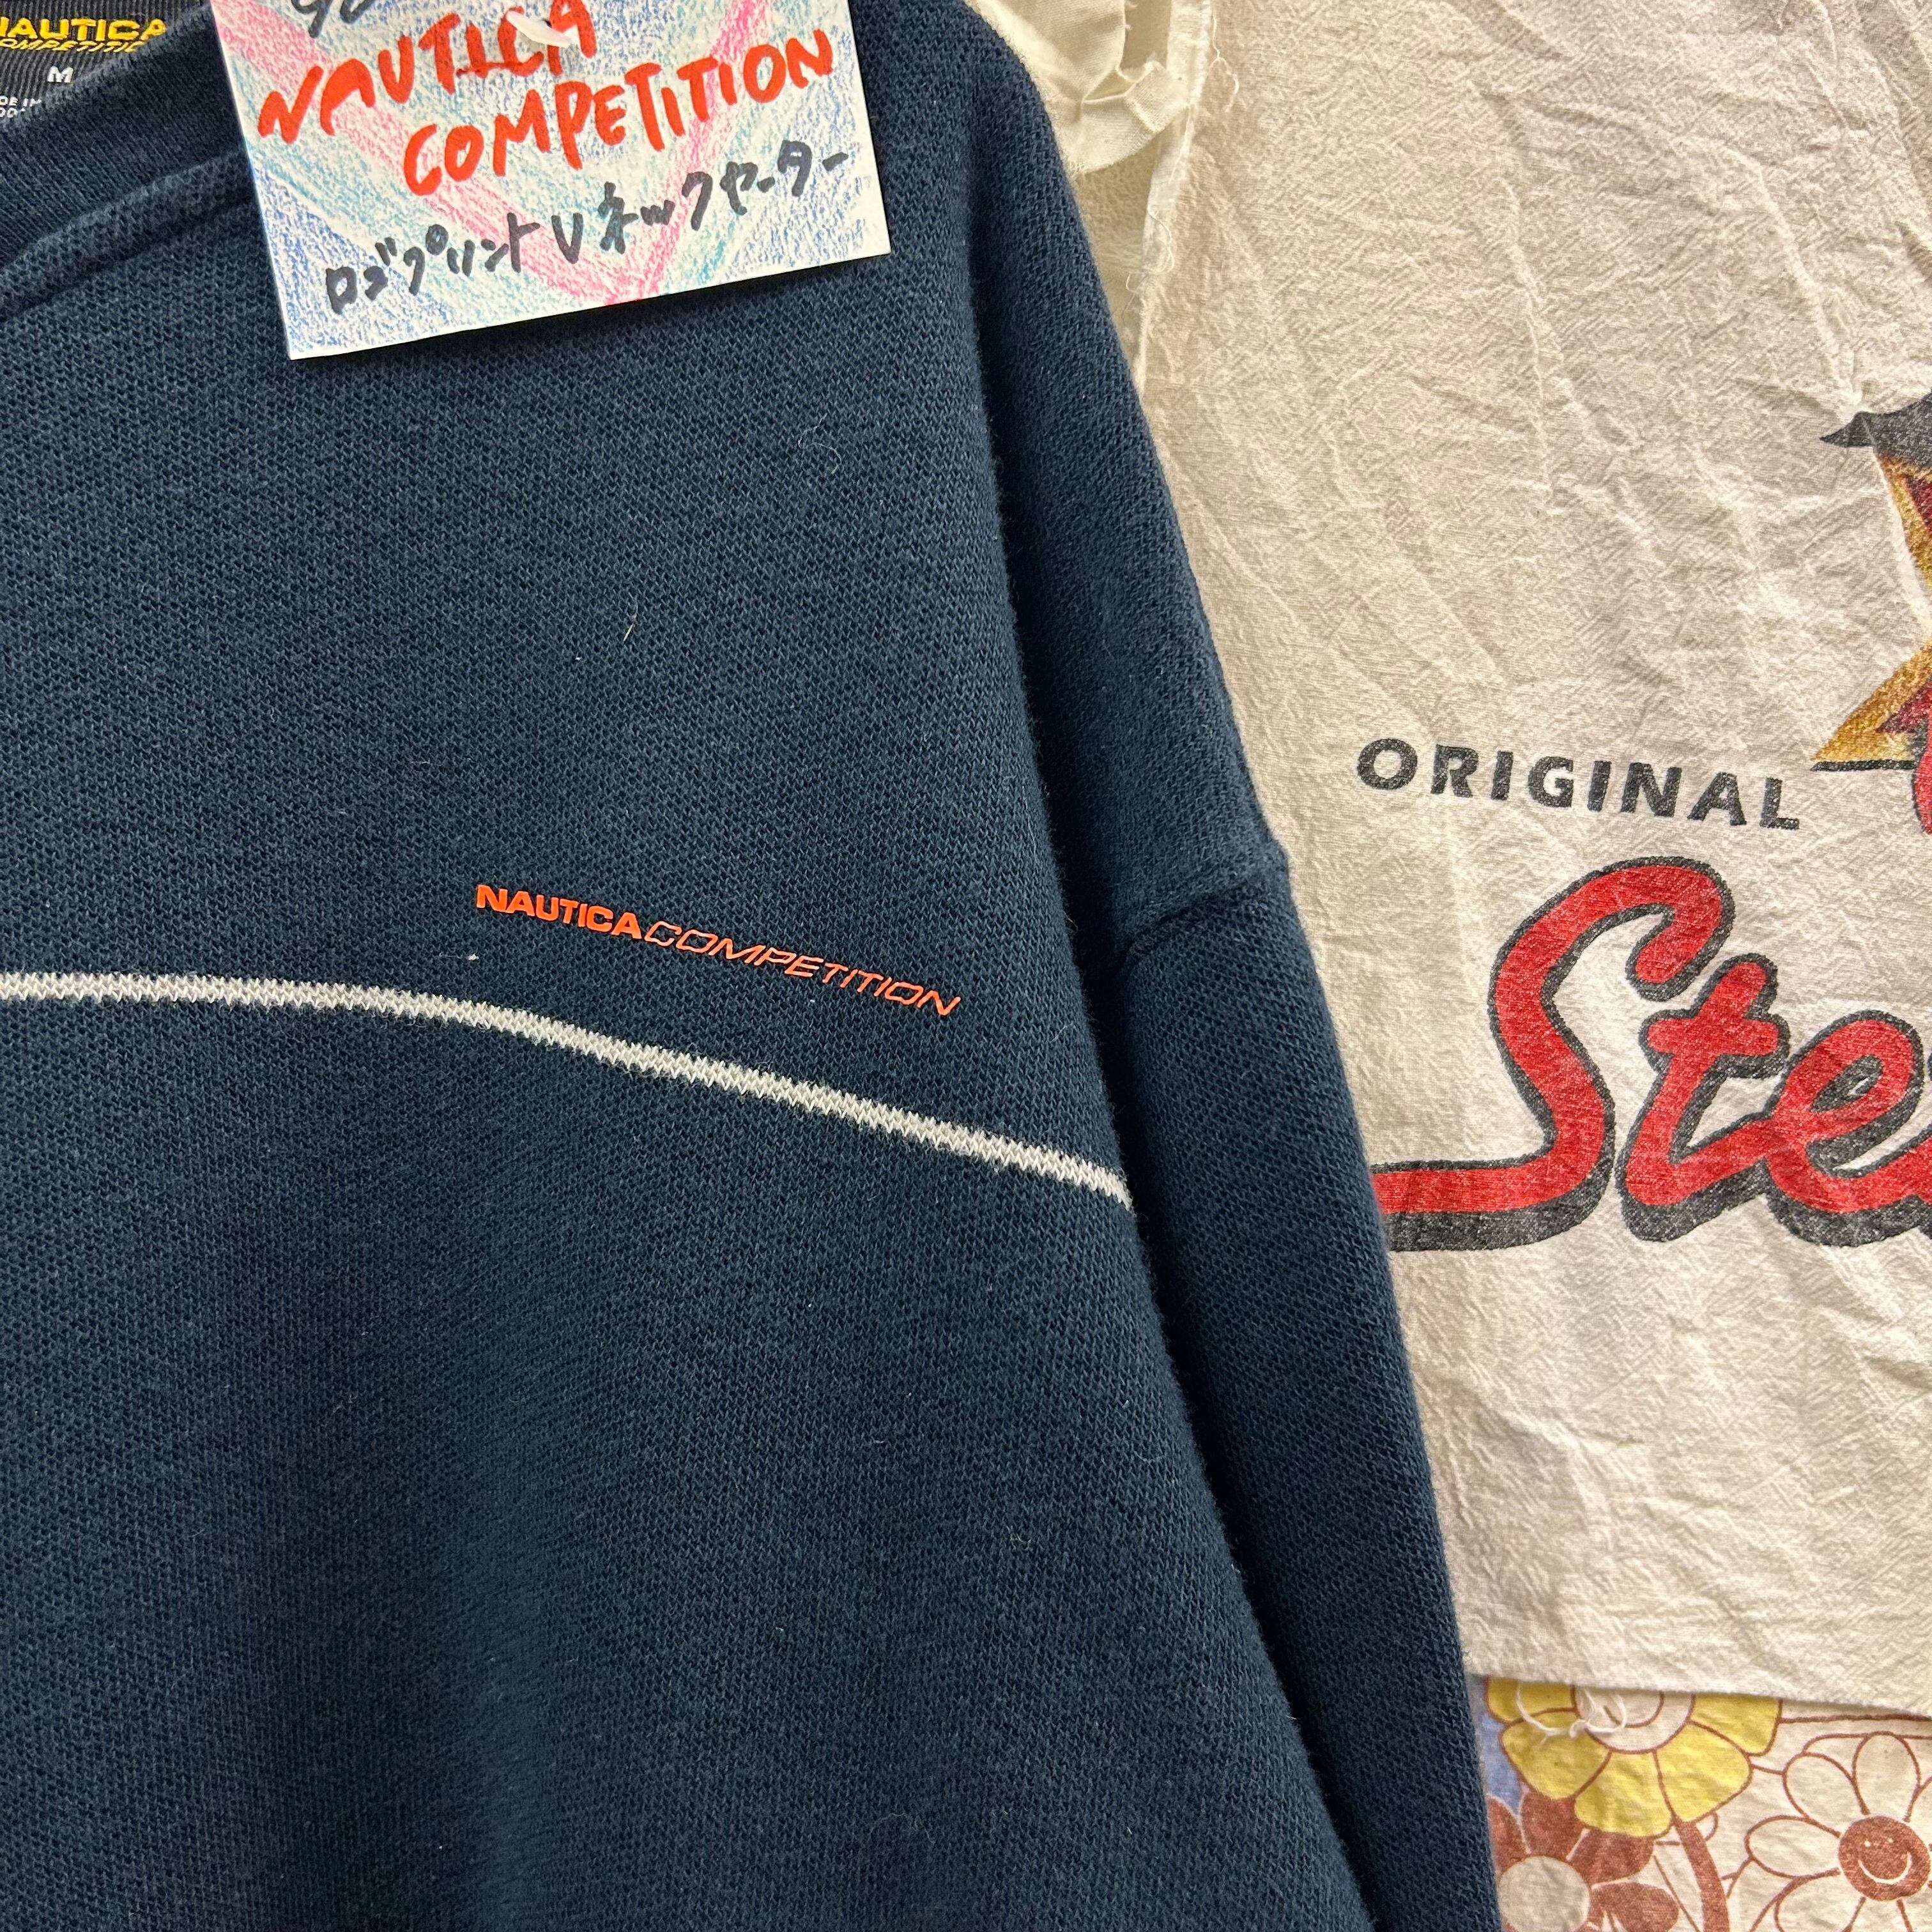 NAUTICA
COMPETITION
M
NAUTICA
COMPETITION
ロゴプリントVネックセーター
NAUTICACOMPETITION
ORIGINAL